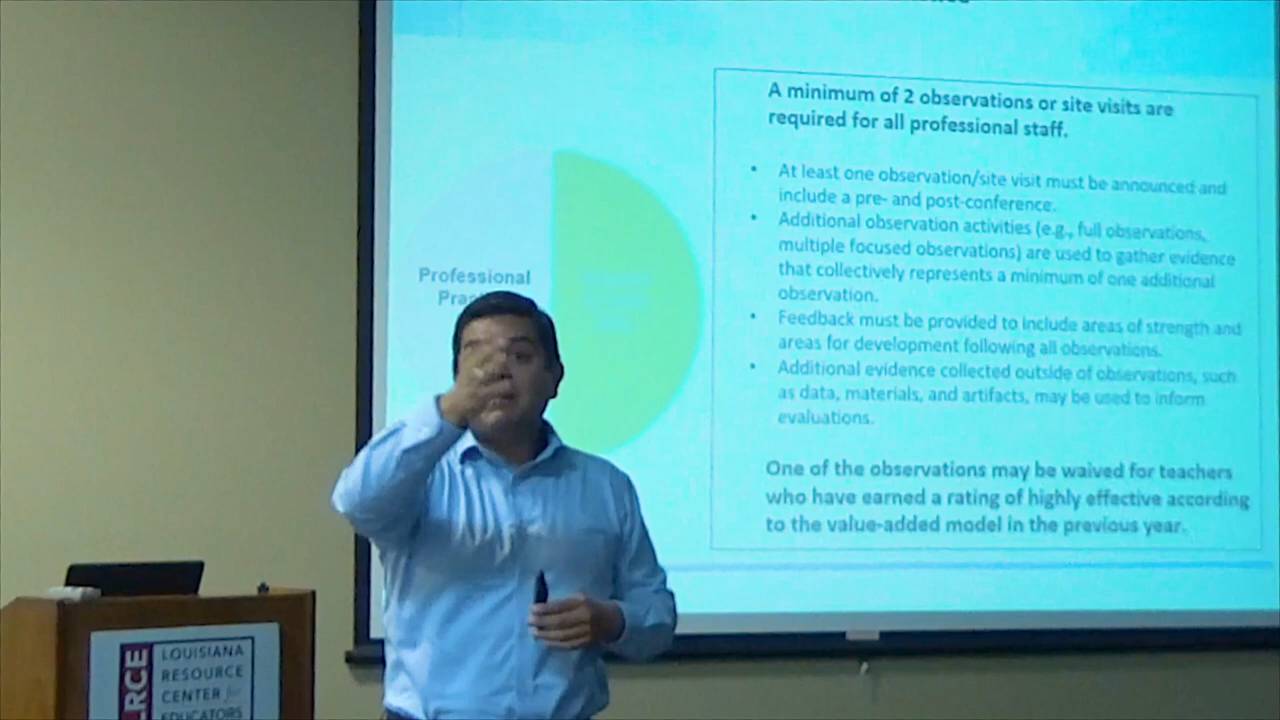 A minimum of 2 observations or site visits are
required for all professional staff.
• At least one observation/site visit must be announced and
include a pre- and post-conference.
• Additional observation activities (e.g., full observations,
multiple focused observations) are used to gather evidence
that collectively represents a minimum of one additional
observation.
• Feedback must be provided to include areas of strength and
areas for development following all observations.
• Additional evidence collected outside of observations, such
as data, materials, and artifacts, may be used to inform
evaluations.
One of the observations may be waived for teachers
who have earned a rating of highly effective according
to the value-added model in the previous year.
Professional
LRCE
LOUISIANA
RESOURCE
CENTER for
EDUCATORS